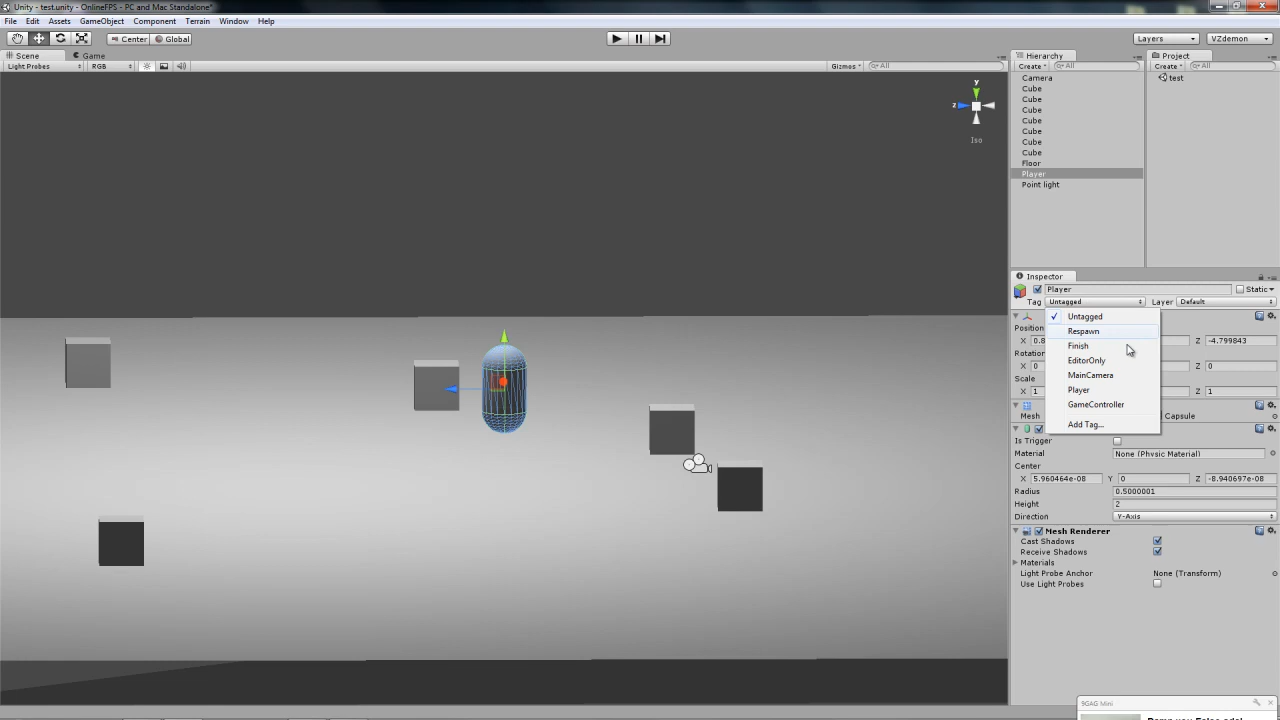 Unity - test.unity - OnlineFPS - PC and Mac Standalone*
File Edit Assets GameObject Component Terrain Window Help
Center Global Layers VZdemon
Scene Game
Light Probes RGB Gizmos All
Hierarchy
Create All
Camera
Cube
Cube
Cube
Cube
Cube
Cube
Cube
Floor
Player
Point light
Project
Create All
test
y
z
Iso
Inspector
Player Static
Tag Untagged Layer Default
Untagged
Respawn
Finish
EditorOnly
MainCamera
Player
GameController
Add Tag...
Position
X 0.8 Z -4.799843
Rotation
X 0 Z 0
Scale
X 1 Z 1
Mesh Capsule
Is Trigger
Material None (Physic Material)
Center
X 5.960464e-08 Y 0 Z -8.940697e-08
Radius 0.5000001
Height 2
Direction Y-Axis
Mesh Renderer
Cast Shadows
Receive Shadows
Materials
Light Probe Anchor None (Transform)
Use Light Probes
9GAG Mini